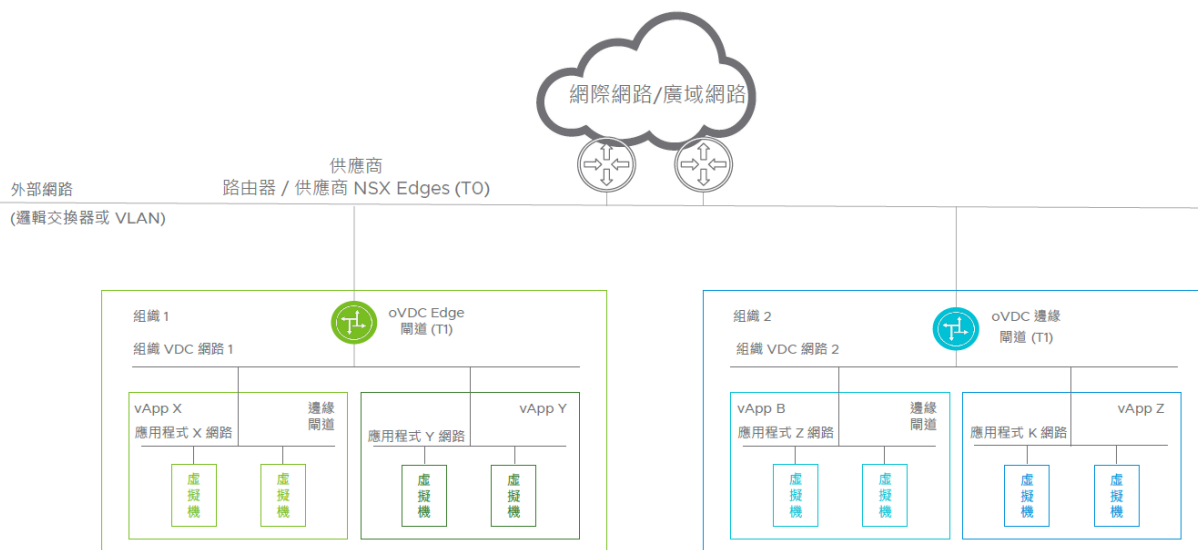 網際網路/廣域網路
供應商
路由器 / 供應商 NSX Edges (T0)
外部網路
(邏輯交換器或 VLAN)
組織 1
oVDC Edge
閘道 (T1)
組織 VDC 網路 1
vApp X
邊緣
閘道
應用程式 X 網路
虛擬機
虛擬機
vApp Y
應用程式 Y 網路
虛擬機
虛擬機
組織 2
oVDC 邊緣
閘道 (T1)
組織 VDC 網路 2
vApp B
邊緣
閘道
應用程式 Z 網路
虛擬機
虛擬機
vApp Z
應用程式 K 網路
虛擬機
虛擬機